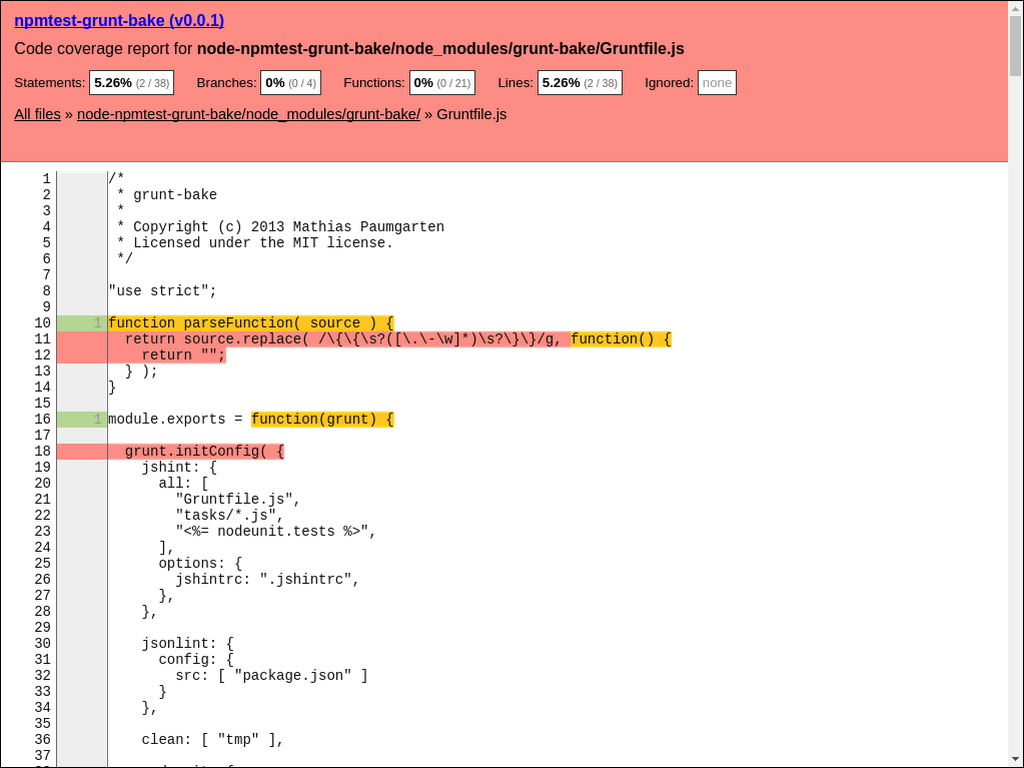 npmtest-grunt-bake (v0.0.1)
Code coverage report for node-npmtest-grunt-bake/node_modules/grunt-bake/Gruntfile.js
Statements: 5.26% (2 / 38) Branches: 0% (0 / 4) Functions: 0% (0 / 21) Lines: 5.26% (2 / 38) Ignored: none
All files » node-npmtest-grunt-bake/node_modules/grunt-bake/ » Gruntfile.js
1 /*
2  * grunt-bake
3  *
4  * Copyright (c) 2013 Mathias Paumgarten
5  * Licensed under the MIT license.
6  */
7
8 "use strict";
9
10 1 function parseFunction( source ) {
11   return source.replace( /\{\{\s?([\.\-\w]*)\s?\}\}/g, function() {
12     return "";
13   } );
14 }
15
16 1 module.exports = function(grunt) {
17
18   grunt.initConfig( {
19     jshint: {
20       all: [
21         "Gruntfile.js",
22         "tasks/*.js",
23         "<%= nodeunit.tests %>",
24       ],
25       options: {
26         jshintrc: ".jshintrc",
27       },
28     },
29
30     jsonlint: {
31       config: {
32         src: [ "package.json" ]
33       }
34     },
35
36     clean: [ "tmp" ],
37